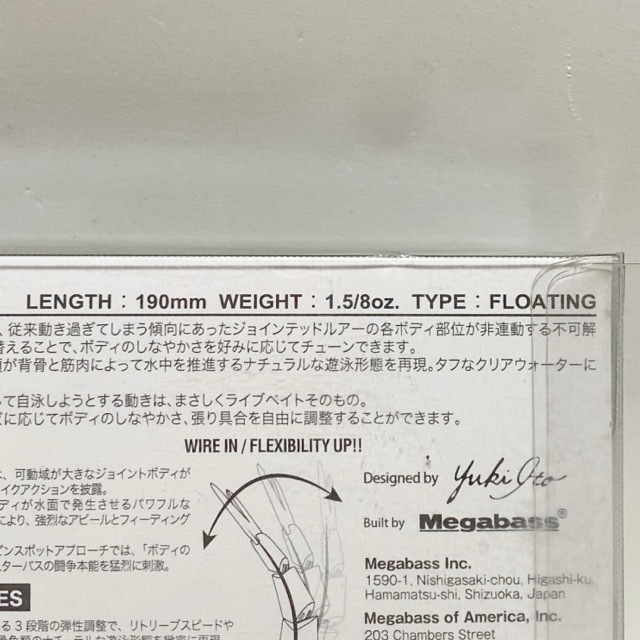 LENGTH : 190mm WEIGHT : 1.5/8oz. TYPE : FLOATING
、従来動き過ぎてしまう傾向にあったジョインテッドルアーの各ボディ部位が非連動する不可解
替えることで、ボディのしなやかさを好みに応じてチューンできます。
が背骨と筋肉によって水中を推進するナチュラルな遊泳形態を再現。タフなクリアウォーターに
て自泳しようとする動きは、まさしくライブベイトそのもの。
に応じてボディのしなやかさ、張り具合を自由に調整することができます。
WIRE IN / FLEXIBILITY UP!!
は、可動域が大きなジョイントボディが
イクアクションを披露。
ディが水面で発生させるパワフルな
により、強烈なアピールとフィーディング
ピンスポットアプローチでは、「ボディの
スターバスの闘争本能を猛烈に刺激。
ES
る3段階の弾性調整で、リトリーブスピードや
Designed by Yuki Ito
Built by Megabass®
Megabass Inc.
1590-1, Nishigasaki-chou, Higashi-ku,
Hamamatsu-shi, Shizuoka, Japan
Megabass of America, Inc.
203 Chambers Street